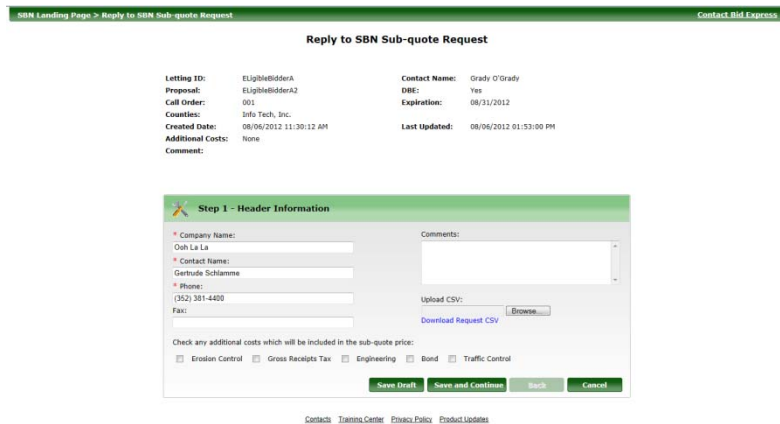 SBN Landing Page > Reply to SBN Sub-quote Request Contact Bid Express
Reply to SBN Sub-quote Request
Letting ID: ELigibleBidderA Contact Name: Grady O'Grady
Proposal: ELigibleBidderA2 DBE: Yes
Call Order: 001 Expiration: 08/31/2012
Counties: Info Tech, Inc.
Created Date: 08/06/2012 11:30:12 AM Last Updated: 08/06/2012 01:53:00 PM
Additional Costs: None
Comment:
Step 1 - Header Information
* Company Name: Comments:
Ooh La La
* Contact Name:
Gertrude Schlamme
* Phone:
(352) 381-4400 Upload CSV:
Fax: Browse...
Download Request CSV
Check any additional costs which will be included in the sub-quote price:
Erosion Control Gross Receipts Tax Engineering Bond Traffic Control
Save Draft Save and Continue Back Cancel
Contacts Training Center Privacy Policy Product Updates